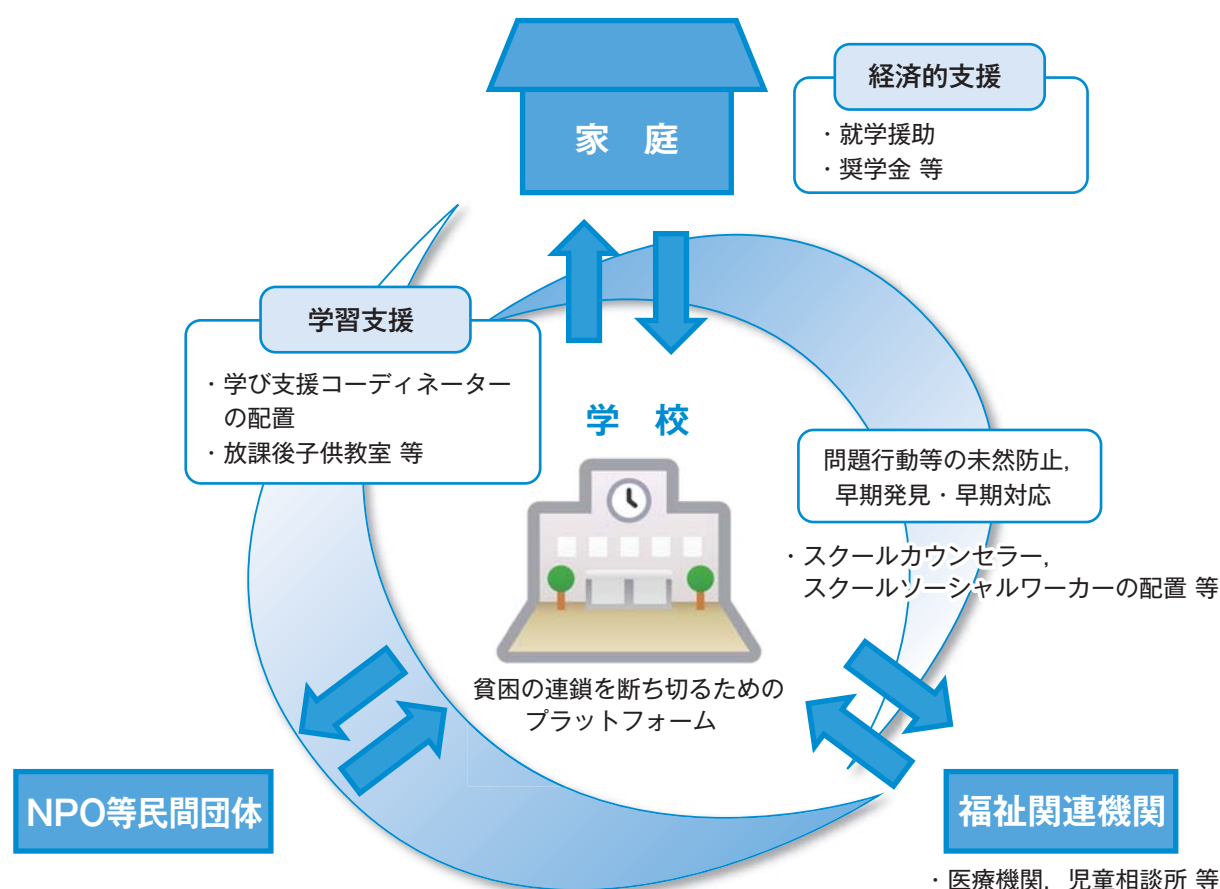 経済的支援
・就学援助
・奨学金 等
家 庭
学習支援
・学び支援コーディネーター
の配置
・放課後子供教室 等
学 校
問題行動等の未然防止,
早期発見・早期対応
・スクールカウンセラー,
スクールソーシャルワーカーの配置 等
貧困の連鎖を断ち切るための
プラットフォーム
NPO等民間団体
福祉関連機関
・医療機関，児童相談所 等